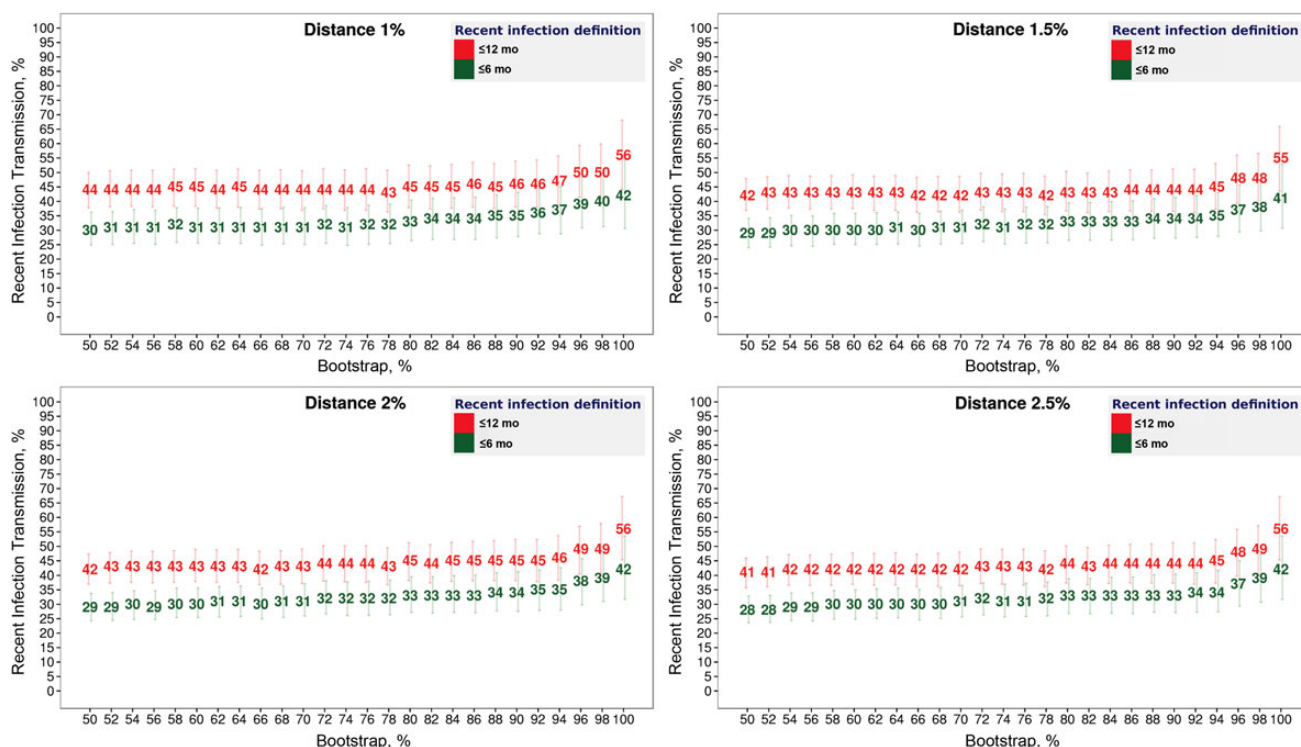 Distance 1%
Recent infection definition
≤12 mo
≤6 mo
Recent Infection Transmission, %
100
95
90
85
80
75
70
65
60
55
50
45
40
35
30
25
20
15
10
5
0
44 44 44 44 45 45 44 45 44 44 44 44 44 44 43 45 45 45 46 45 46 46 47 50 50 56
30 31 31 31 32 31 31 31 31 31 31 32 31 32 32 33 34 34 34 35 35 36 37 39 40 42
50 52 54 56 58 60 62 64 66 68 70 72 74 76 78 80 82 84 86 88 90 92 94 96 98 100
Bootstrap, %
Distance 1.5%
Recent infection definition
≤12 mo
≤6 mo
Recent Infection Transmission, %
100
95
90
85
80
75
70
65
60
55
50
45
40
35
30
25
20
15
10
5
0
42 43 43 43 43 43 43 43 42 42 42 43 43 43 42 43 43 43 44 44 44 44 45 48 48 55
29 29 30 30 30 30 30 31 30 31 31 32 31 32 32 33 33 33 33 34 34 34 35 37 38 41
50 52 54 56 58 60 62 64 66 68 70 72 74 76 78 80 82 84 86 88 90 92 94 96 98 100
Bootstrap, %
Distance 2%
Recent infection definition
≤12 mo
≤6 mo
Recent Infection Transmission, %
100
95
90
85
80
75
70
65
60
55
50
45
40
35
30
25
20
15
10
5
0
42 43 43 43 43 43 43 43 42 43 43 44 44 44 43 45 44 45 45 45 45 45 46 49 49 56
29 29 30 29 30 30 31 31 30 31 31 32 32 32 32 33 33 33 33 34 34 35 35 38 39 42
50 52 54 56 58 60 62 64 66 68 70 72 74 76 78 80 82 84 86 88 90 92 94 96 98 100
Bootstrap, %
Distance 2.5%
Recent infection definition
≤12 mo
≤6 mo
Recent Infection Transmission, %
100
95
90
85
80
75
70
65
60
55
50
45
40
35
30
25
20
15
10
5
0
41 41 42 42 42 42 42 42 42 42 42 43 43 43 42 44 43 44 44 44 44 44 45 48 49 56
28 28 29 29 30 30 30 30 30 30 31 32 31 31 32 33 33 33 33 33 33 34 34 37 39 42
50 52 54 56 58 60 62 64 66 68 70 72 74 76 78 80 82 84 86 88 90 92 94 96 98 100
Bootstrap, %